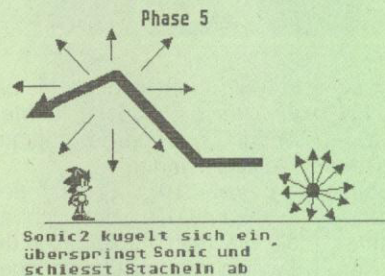 Phase 5
Sonic2 kugelt sich ein,
überspringt Sonic und
schiesst Stacheln ab